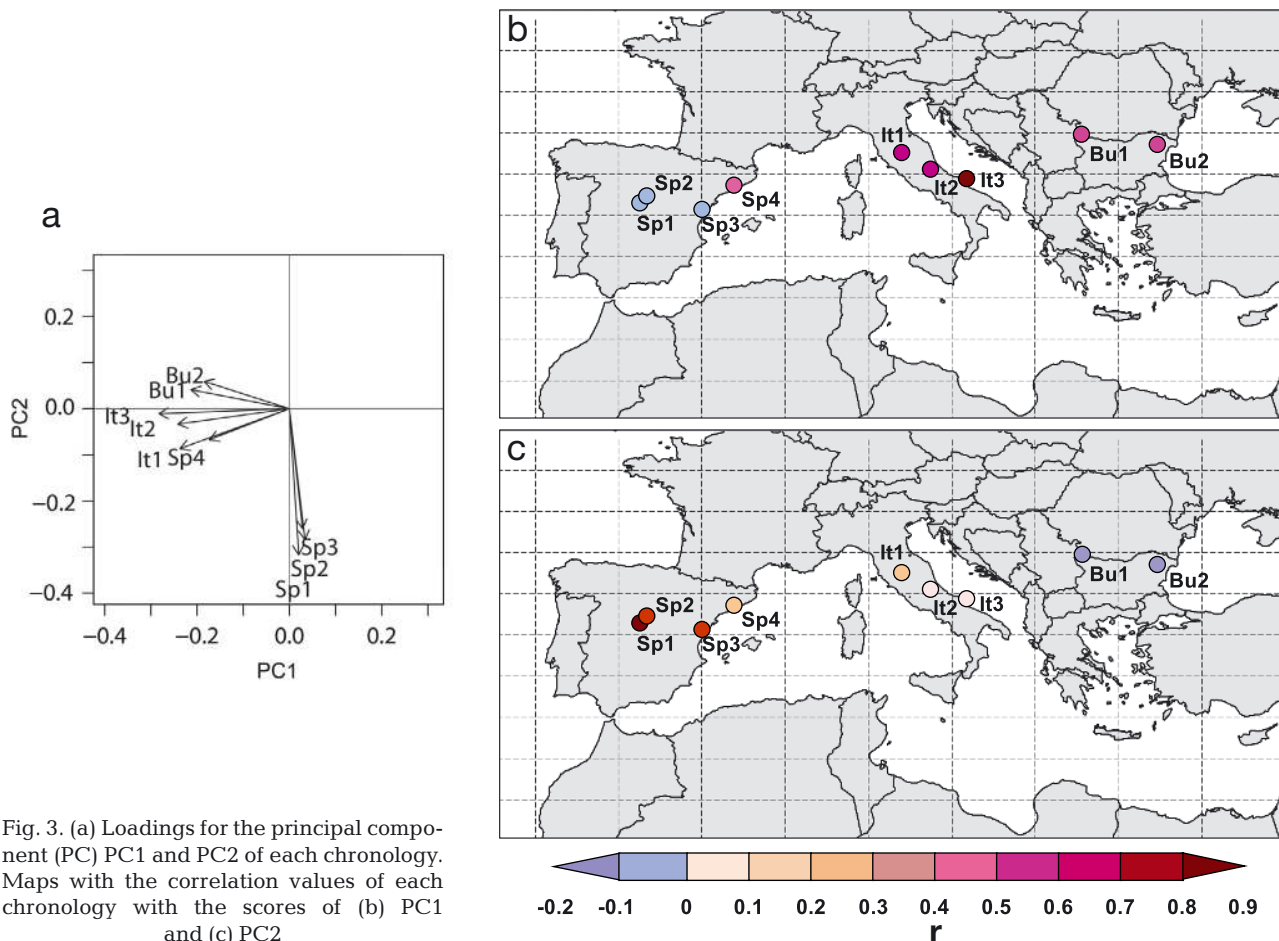 a
0.2
0.0
−0.2
−0.4
PC2
Bu2
Bu1
It3
It2
It1
Sp4
Sp3
Sp2
Sp1
−0.4
−0.2
0.0
0.2
PC1
b
It1
It2
It3
Bu1
Bu2
Sp2
Sp4
Sp1
Sp3
c
It1
It2
It3
Bu1
Bu2
Sp2
Sp4
Sp1
Sp3
-0.2 -0.1 0 0.1 0.2 0.3 0.4 0.5 0.6 0.7 0.8 0.9
r
Fig. 3. (a) Loadings for the principal compo-
nent (PC) PC1 and PC2 of each chronology.
Maps with the correlation values of each
chronology with the scores of (b) PC1
and (c) PC2